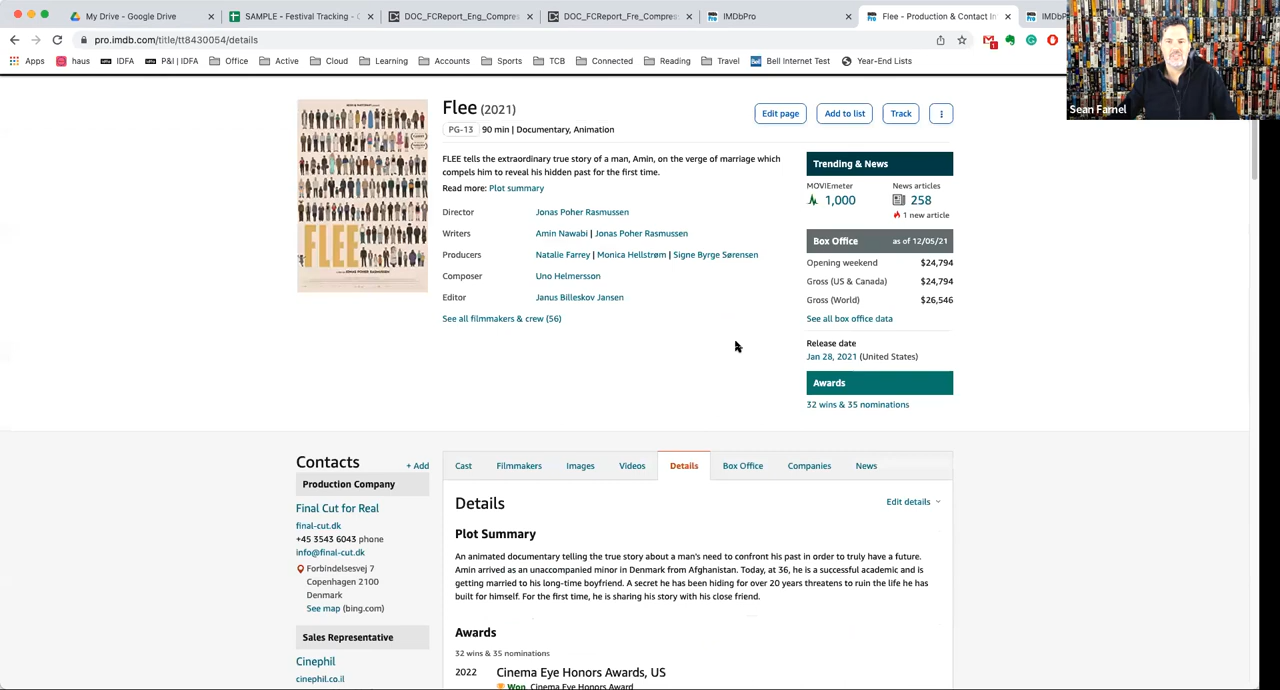 My Drive - Google Drive
SAMPLE - Festival Tracking - G
DOC_FCReport_Eng_Compres
DOC_FCReport_Fre_Compres
IMDbPro
Flee - Production & Contact In
IMDbPr
pro.imdb.com/title/tt8430054/details
1
Apps
haus
IDFA
P&I | IDFA
Office
Active
Cloud
Learning
Accounts
Sports
TCB
Connected
Reading
Travel
Bell Internet Test
Year-End Lists
Sean Farnel
FLEE
Flee (2021)
Edit page
Add to list
Track
PG-13 90 min | Documentary, Animation
FLEE tells the extraordinary true story of a man, Amin, on the verge of marriage which
compels him to reveal his hidden past for the first time.
Read more: Plot summary
Director Jonas Poher Rasmussen
Writers Amin Nawabi | Jonas Poher Rasmussen
Producers Natalie Farrey | Monica Hellstrøm | Signe Byrge Sørensen
Composer Uno Helmersson
Editor Janus Billeskov Jansen
See all filmmakers & crew (56)
Trending & News
MOVIEmeter News articles
1,000 258
1 new article
Box Office as of 12/05/21
Opening weekend $24,794
Gross (US & Canada) $24,794
Gross (World) $26,546
See all box office data
Release date
Jan 28, 2021 (United States)
Awards
32 wins & 35 nominations
Contacts + Add
Production Company
Final Cut for Real
final-cut.dk
+45 3543 6043 phone
info@final-cut.dk
Forbindelsesvej 7
Copenhagen 2100
Denmark
See map (bing.com)
Sales Representative
Cinephil
cinephil.co.il
Cast
Filmmakers
Images
Videos
Details
Box Office
Companies
News
Details Edit details
Plot Summary
An animated documentary telling the true story about a man's need to confront his past in order to truly have a future.
Amin arrived as an unaccompanied minor in Denmark from Afghanistan. Today, at 36, he is a successful academic and is
getting married to his long-time boyfriend. A secret he has been hiding for over 20 years threatens to ruin the life he has
built for himself. For the first time, he is sharing his story with his close friend.
Awards
32 wins & 35 nominations
2022 Cinema Eye Honors Awards, US
Won, Cinema Eye Honors Award